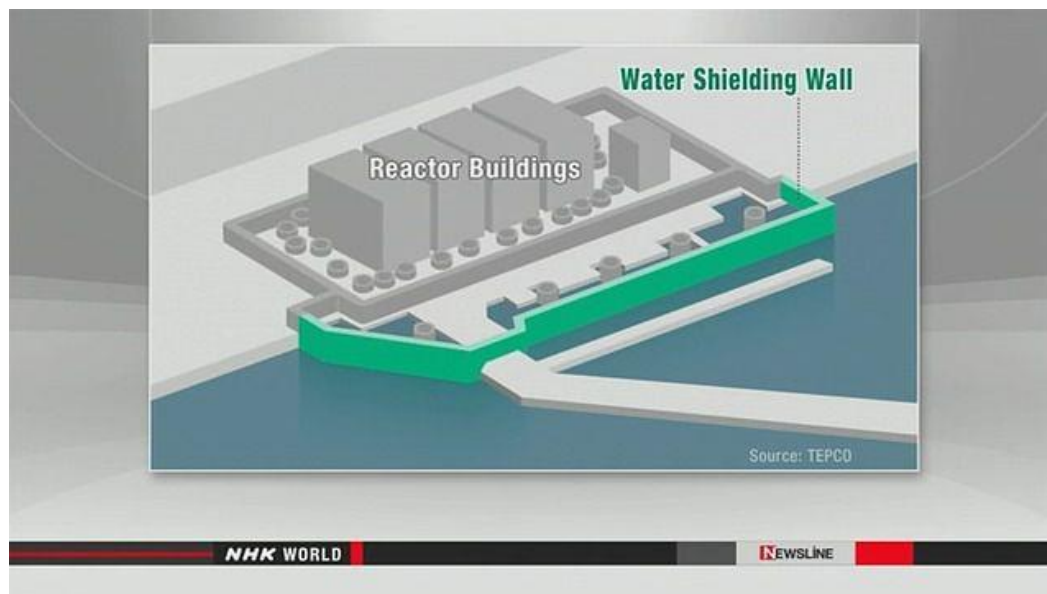 Water Shielding Wall
Reactor Buildings
Source: TEPCO
NHK WORLD
NEWSLINE